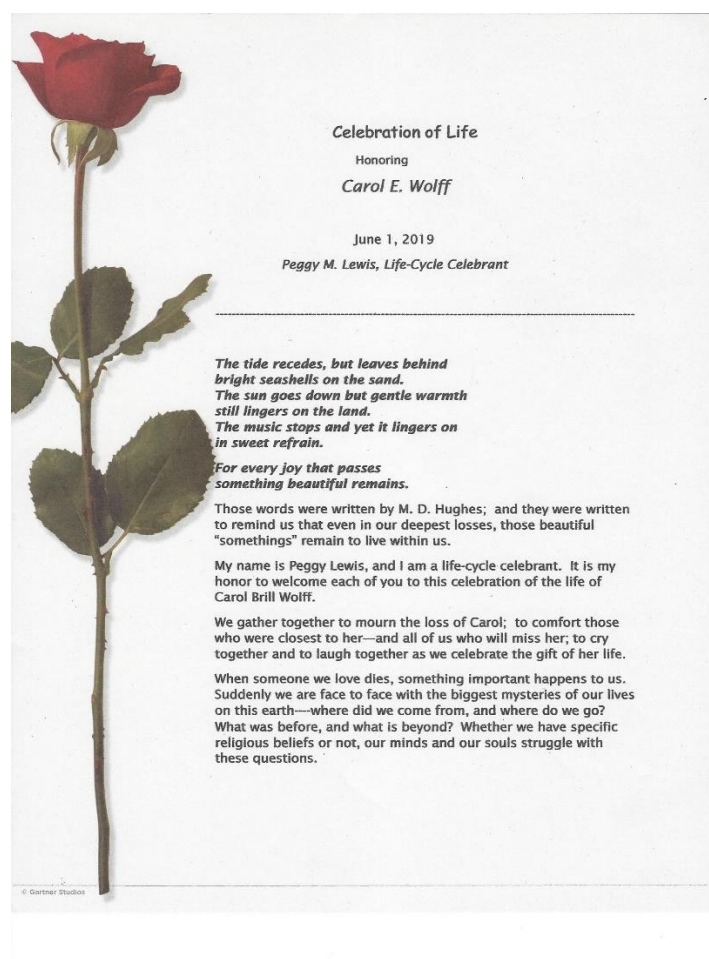 Celebration of Life
Honoring
Carol E. Wolff
June 1, 2019
Peggy M. Lewis, Life-Cycle Celebrant
The tide recedes, but leaves behind
bright seashells on the sand.
The sun goes down but gentle warmth
still lingers on the land.
The music stops and yet it lingers on
in sweet refrain.
For every joy that passes
something beautiful remains.
Those words were written by M. D. Hughes;  and they were written
to remind us that even in our deepest losses, those beautiful
“somethings” remain to live within us.
My name is Peggy Lewis, and I am a life-cycle celebrant.  It is my
honor to welcome each of you to this celebration of the life of
Carol Brill Wolff.
We gather together to mourn the loss of Carol;  to comfort those
who were closest to her—and all of us who will miss her; to cry
together and to laugh together as we celebrate the gift of her life.
When someone we love dies, something important happens to us.
Suddenly we are face to face with the biggest mysteries of our lives
on this earth----where did we come from, and where do we go?
What was before, and what is beyond?  Whether we have specific
religious beliefs or not, our minds and our souls struggle with
these questions.
© Gartner Studios